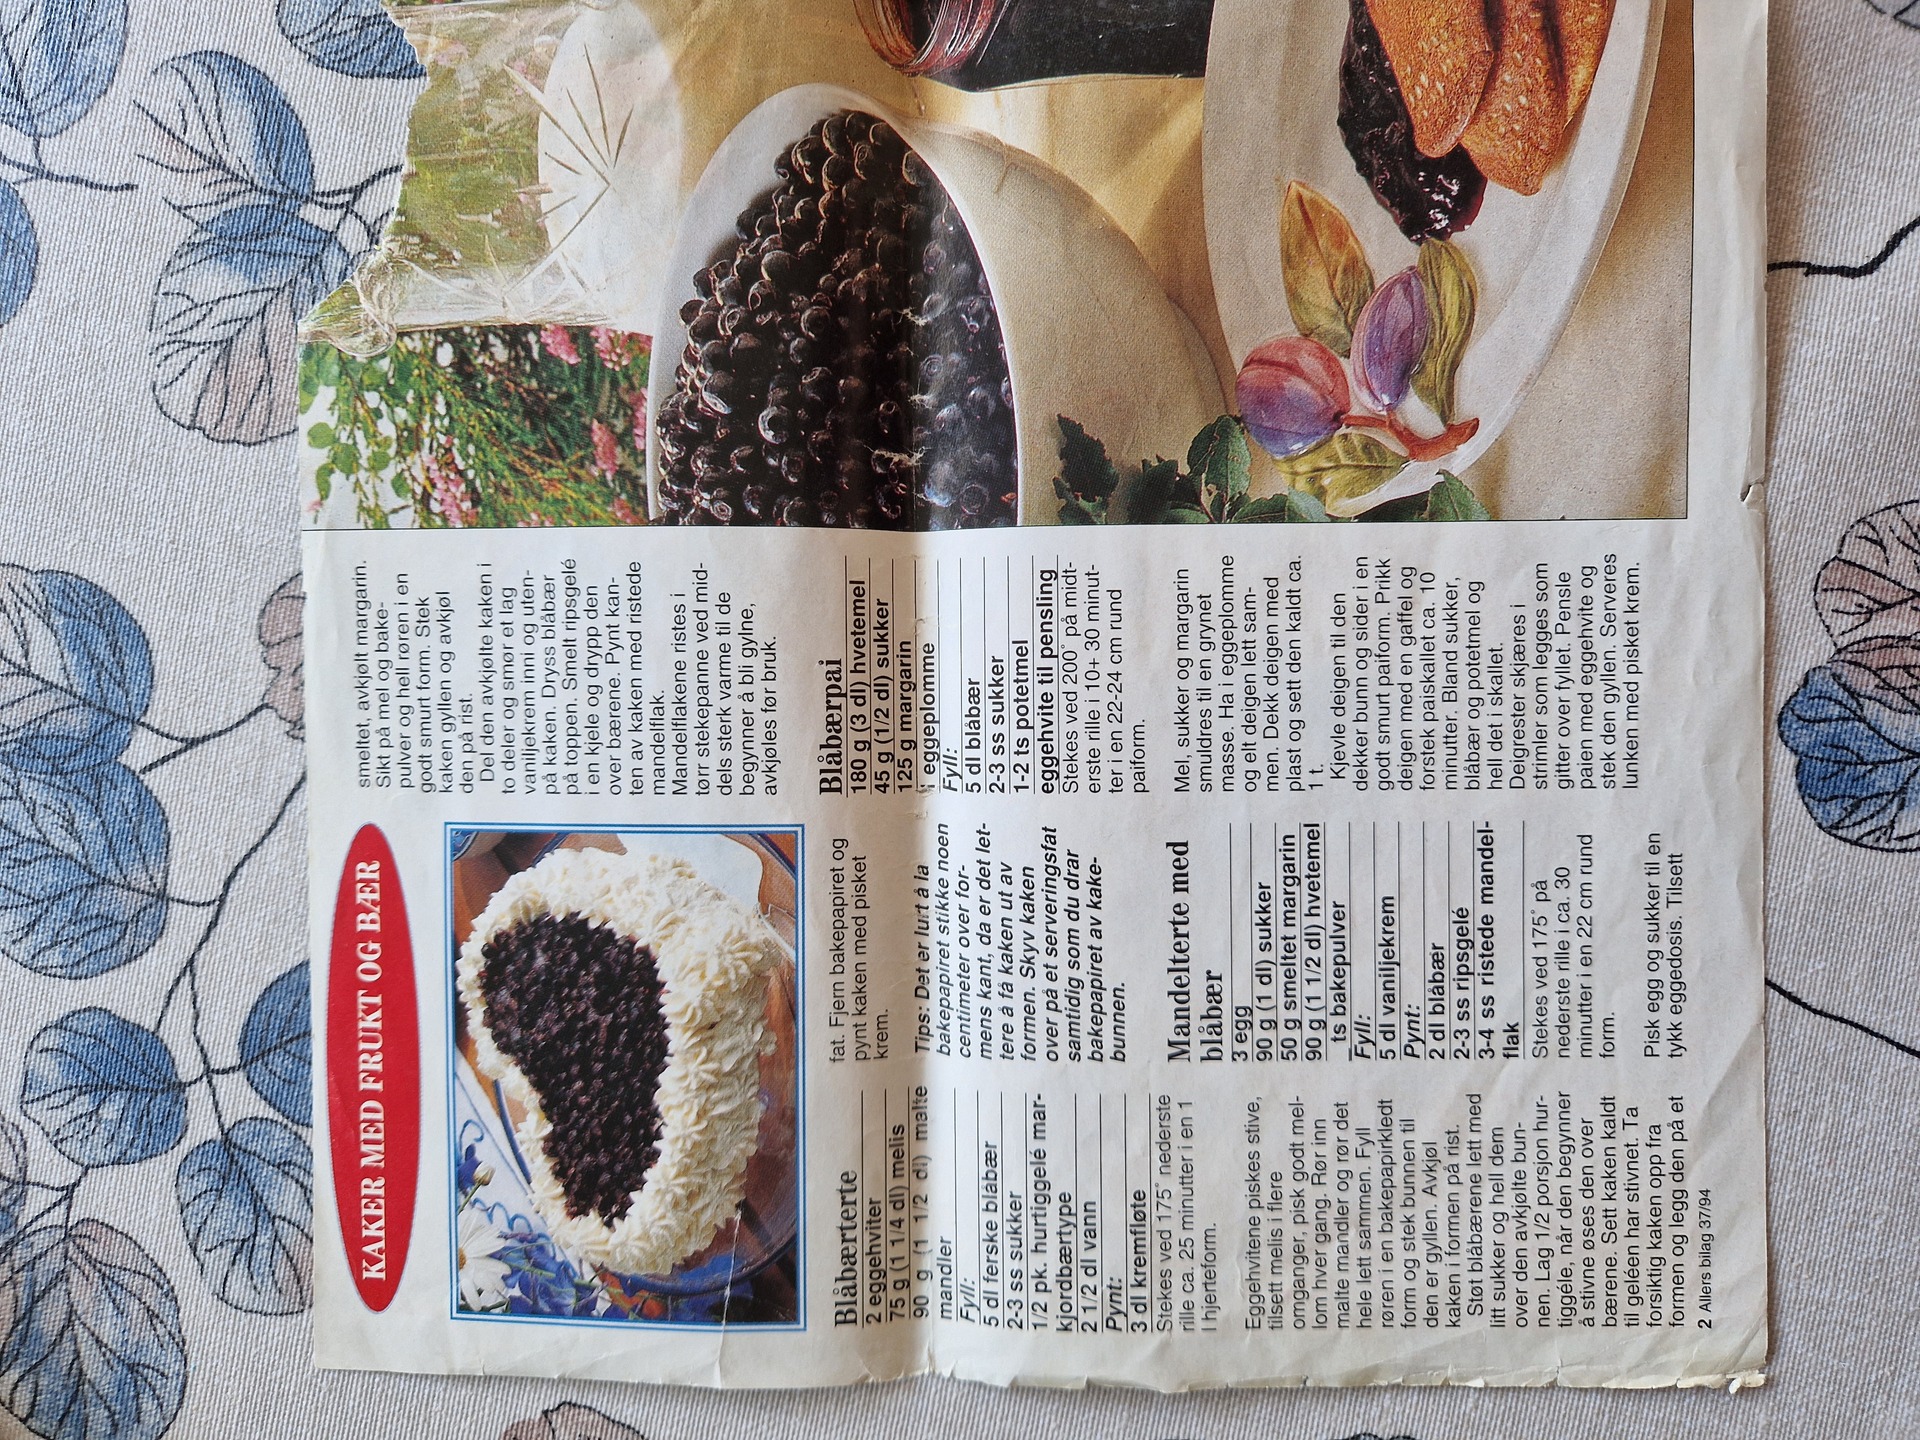 KAKER MED FRUKT OG BÆR
Blåbærterte
2 eggehviter
75 g (1 1/4 dl) melis
90 g (1 1/2 dl) malte
mandler
Fyll:
5 dl ferske blåbær
2-3 ss sukker
1/2 pk. hurtiggelé mar-
kjordbærtype
2 1/2 dl vann
Pynt:
3 dl kremfløte
Stekes ved 175° nederste
rille ca. 25 minutter i en 1
l hjerteform.
Eggehvitene piskes stive,
tilsett melis i flere
omganger, pisk godt mel-
lom hver gang. Rør inn
malte mandler og rør det
hele lett sammen. Fyll
røren i en bakepapirkledt
form og stek bunnen til
den er gyllen. Avkjøl
kaken i formen på rist.
Støt blåbærene lett med
litt sukker og hell dem
over den avkjølte bun-
nen. Lag 1/2 porsjon hur-
tiggéle, når den begynner
å stivne øses den over
bærene. Sett kaken kaldt
til geléen har stivnet. Ta
forsiktig kaken opp fra
formen og legg den på et
fat. Fjern bakepapiret og
pynt kaken med pisket
krem.
Tips: Det er lurt å la
bakepapiret stikke noen
centimeter over for-
mens kant, da er det let-
tere å få kaken ut av
formen. Skyv kaken
over på et serveringsfat
samtidig som du drar
bakepapiret av kake-
bunnen.
Mandelterte med
blåbær
3 egg
90 g (1 dl) sukker
50 g smeltet margarin
90 g (1 1/2 dl) hvetemel
_ ts bakepulver
Fyll:
5 dl vaniljekrem
Pynt:
2 dl blåbær
2-3 ss ripsgelé
3-4 ss ristede mandel-
flak
Stekes ved 175° på
nederste rille i ca. 30
minutter i en 22 cm rund
form.
Pisk egg og sukker til en
tykk eggedosis. Tilsett
smeltet, avkjølt margarin.
Sikt på mel og bake-
pulver og hell røren i en
godt smurt form. Stek
kaken gyllen og avkjøl
den på rist.
Del den avkjølte kaken i
to deler og smør et lag
vaniljekrem inni og uten-
på kaken. Dryss blåbær
på toppen. Smelt ripsgelé
i en kjele og drypp den
over bærene. Pynt kan-
ten av kaken med ristede
mandelflak.
Mandelflakene ristes i
tørr stekepanne ved mid-
dels sterk varme til de
begynner å bli gylne,
avkjøles før bruk.
Blåbærpai
180 g (3 dl) hvetemel
45 g (1/2 dl) sukker
125 g margarin
1 eggeplomme
Fyll:
5 dl blåbær
2-3 ss sukker
1-2 ts potetmel
eggehvite til pensling
Stekes ved 200° på midt-
erste rille i 10+ 30 minut-
ter i en 22-24 cm rund
paiform.
Mel, sukker og margarin
smuldres til en grynet
masse. Ha i eggeplomme
og elt deigen lett sam-
men. Dekk deigen med
plast og sett den kaldt ca.
1 t.
Kjevle deigen til den
dekker bunn og sider i en
godt smurt paiform. Prikk
deigen med en gaffel og
forstek paiskallet ca. 10
minutter. Bland sukker,
blåbær og potetmel og
hell det i skallet.
Deigrester skjæres i
strimler som legges som
gitter over fyllet. Pensle
paien med eggehvite og
stek den gyllen. Serveres
lunken med pisket krem.
2 Allers bilag 37/94